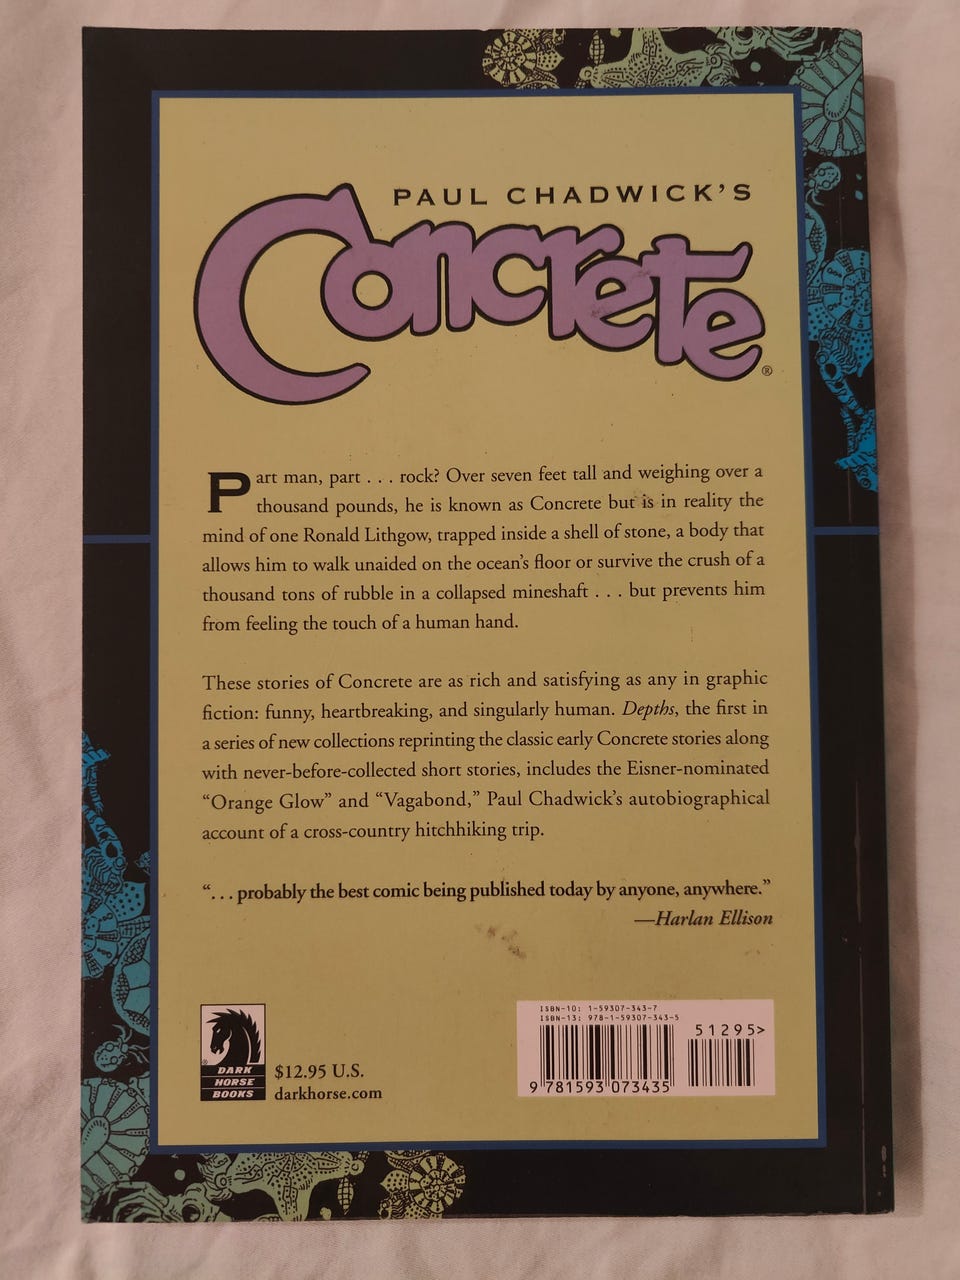 PAUL CHADWICK'S
Concrete
®
Part man, part . . . rock? Over seven feet tall and weighing over a
thousand pounds, he is known as Concrete but is in reality the
mind of one Ronald Lithgow, trapped inside a shell of stone, a body that
allows him to walk unaided on the ocean's floor or survive the crush of a
thousand tons of rubble in a collapsed mineshaft . . . but prevents him
from feeling the touch of a human hand.
These stories of Concrete are as rich and satisfying as any in graphic
fiction: funny, heartbreaking, and singularly human. Depths, the first in
a series of new collections reprinting the classic early Concrete stories along
with never-before-collected short stories, includes the Eisner-nominated
“Orange Glow” and “Vagabond,” Paul Chadwick's autobiographical
account of a cross-country hitchhiking trip.
“. . . probably the best comic being published today by anyone, anywhere.”
—Harlan Ellison
®
DARK
HORSE
BOOKS
$12.95 U.S.
darkhorse.com
ISBN-10: 1-59307-343-7
ISBN-13: 978-1-59307-343-5
51295>
9 781593 073435